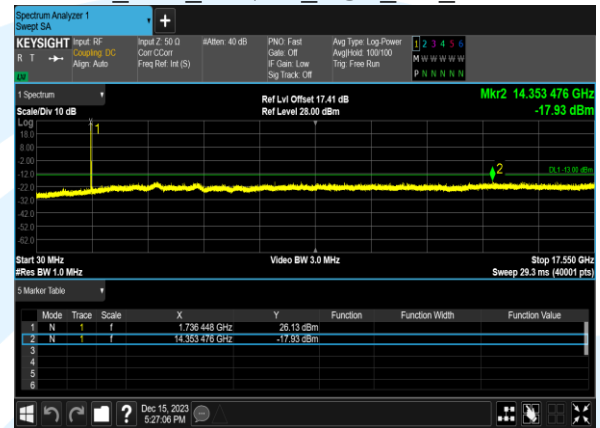 Spectrum Analyzer 1
Swept SA
+
KEYSIGHT Input: RF Input Z: 50 Ω #Atten: 40 dB PNO: Fast Avg Type: Log-Power 1 2 3 4 5 6
R T Coupling: DC Corr CCorr Gate: Off Avg|Hold: 100/100 M W W W W W
Align: Auto Freq Ref: Int (S) IF Gain: Low Trig: Free Run
Sig Track: Off P N N N N N
1 Spectrum
Scale/Div 10 dB
Ref Lvl Offset 17.41 dB
Ref Level 28.00 dBm
Mkr2 14.353 476 GHz
-17.93 dBm
Log
18.0
8.00
-2.00
-12.0
-22.0
-32.0
-42.0
-52.0
-62.0
1
2
DL1 -13.00 dBm
Start 30 MHz Video BW 3.0 MHz Stop 17.550 GHz
#Res BW 1.0 MHz Sweep 29.3 ms (40001 pts)
5 Marker Table
Mode Trace Scale X Y Function Function Width Function Value
1 N 1 f 1.736 448 GHz 26.13 dBm
2 N 1 f 14.353 476 GHz -17.93 dBm
3
4
5
6
? Dec 15, 2023
5:27:06 PM